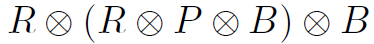 R ⊗ (R ⊗ P ⊗ B) ⊗ B